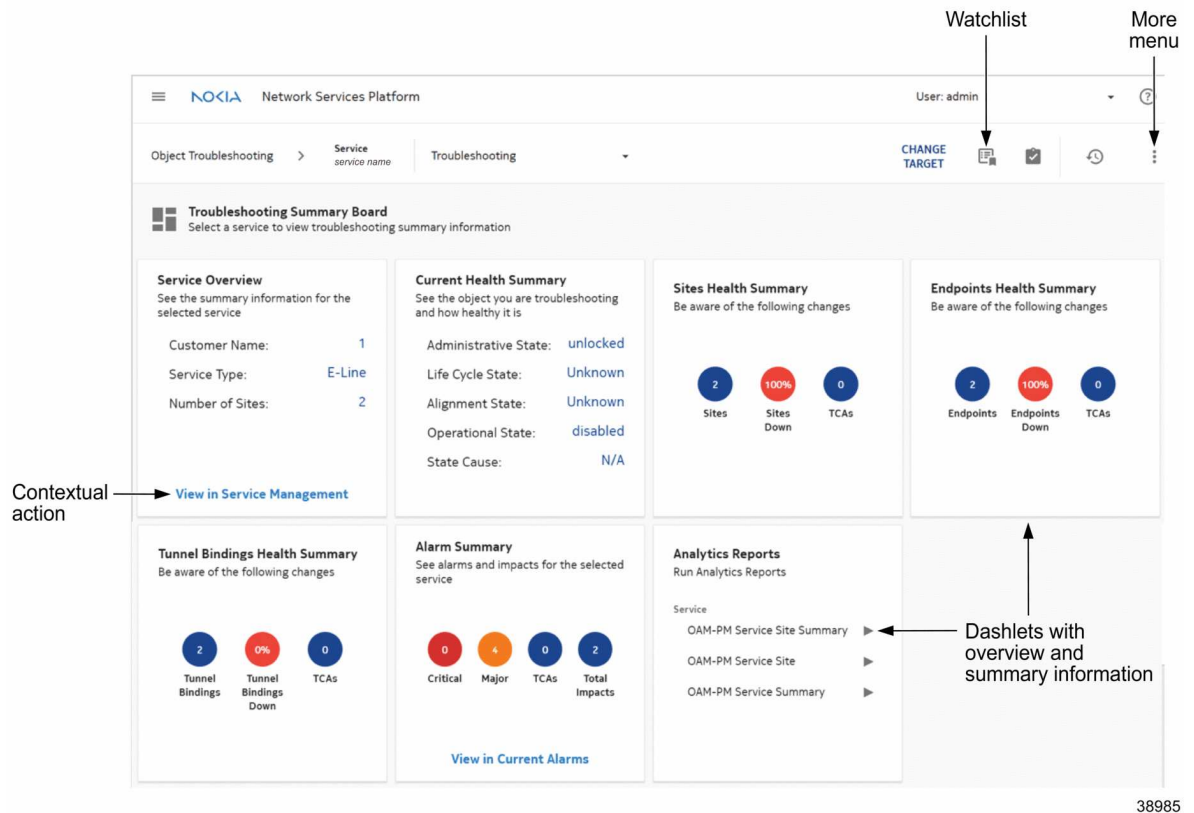 Watchlist
More
menu
NOKIA Network Services Platform
User: admin
?
Object Troubleshooting > Service
service name
Troubleshooting
CHANGE
TARGET
Troubleshooting Summary Board
Select a service to view troubleshooting summary information
Service Overview
See the summary information for the
selected service
Customer Name: 1
Service Type: E-Line
Number of Sites: 2
Contextual
action
View in Service Management
Current Health Summary
See the object you are troubleshooting
and how healthy it is
Administrative State: unlocked
Life Cycle State: Unknown
Alignment State: Unknown
Operational State: disabled
State Cause: N/A
Sites Health Summary
Be aware of the following changes
2 100% 0
Sites Sites TCAs
Down
Endpoints Health Summary
Be aware of the following changes
2 100% 0
Endpoints Endpoints TCAs
Down
Tunnel Bindings Health Summary
Be aware of the following changes
2 0% 0
Tunnel Tunnel TCAs
Bindings Bindings
Down
Alarm Summary
See alarms and impacts for the selected
service
0 4 0 2
Critical Major TCAs Total
Impacts
View in Current Alarms
Analytics Reports
Run Analytics Reports
Service
OAM-PM Service Site Summary
OAM-PM Service Site
OAM-PM Service Summary
Dashlets with
overview and
summary information
38985